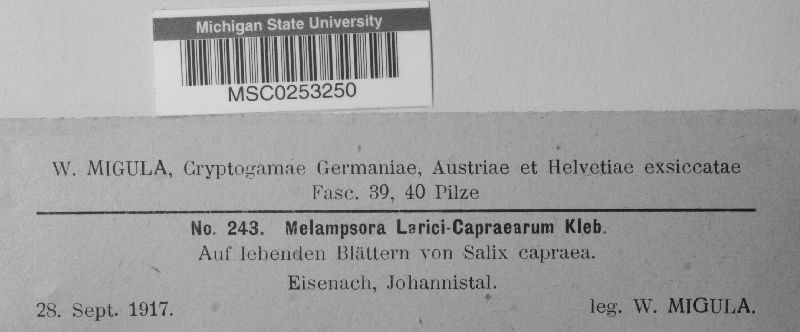 Michigan State University
MSC0253250
W. MIGULA, Cryptogamae Germaniae, Austriae et Helvetiae exsiccatae
Fasc. 39, 40 Pilze
No. 243. Melampsora Larici-Capraearum Kleb.
Auf lebenden Blättern von Salix capraea.
Eisenach, Johannistal.
28. Sept. 1917. leg. W. MIGULA.